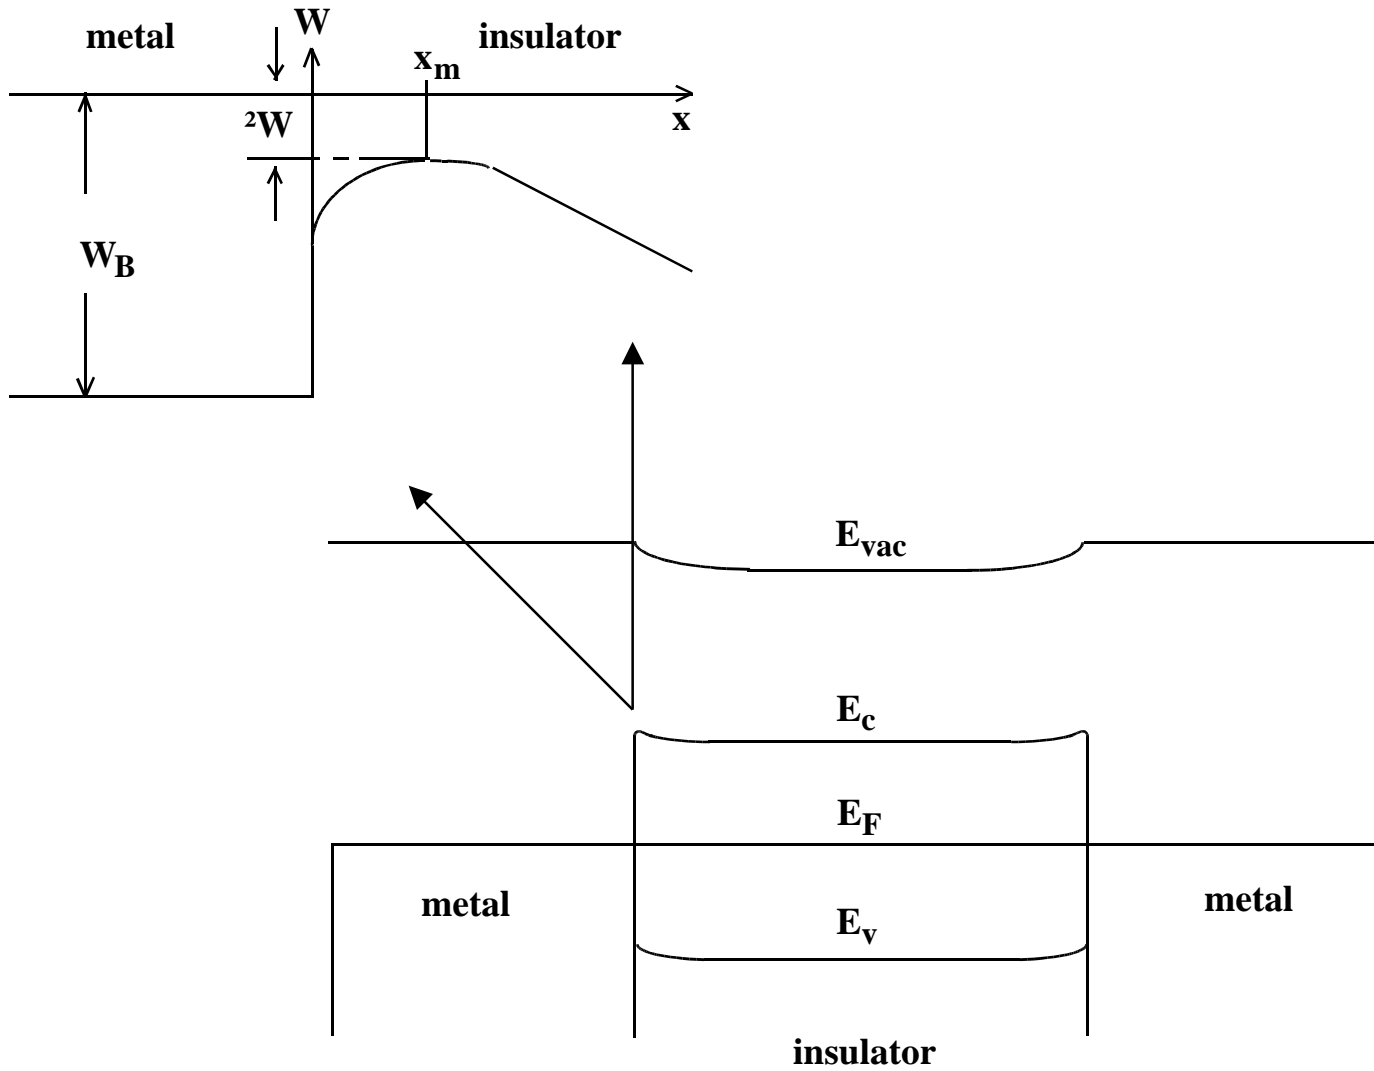 metal
W
insulator
x_m
x
²W
W_B
E_vac
E_c
E_F
metal
metal
E_v
insulator